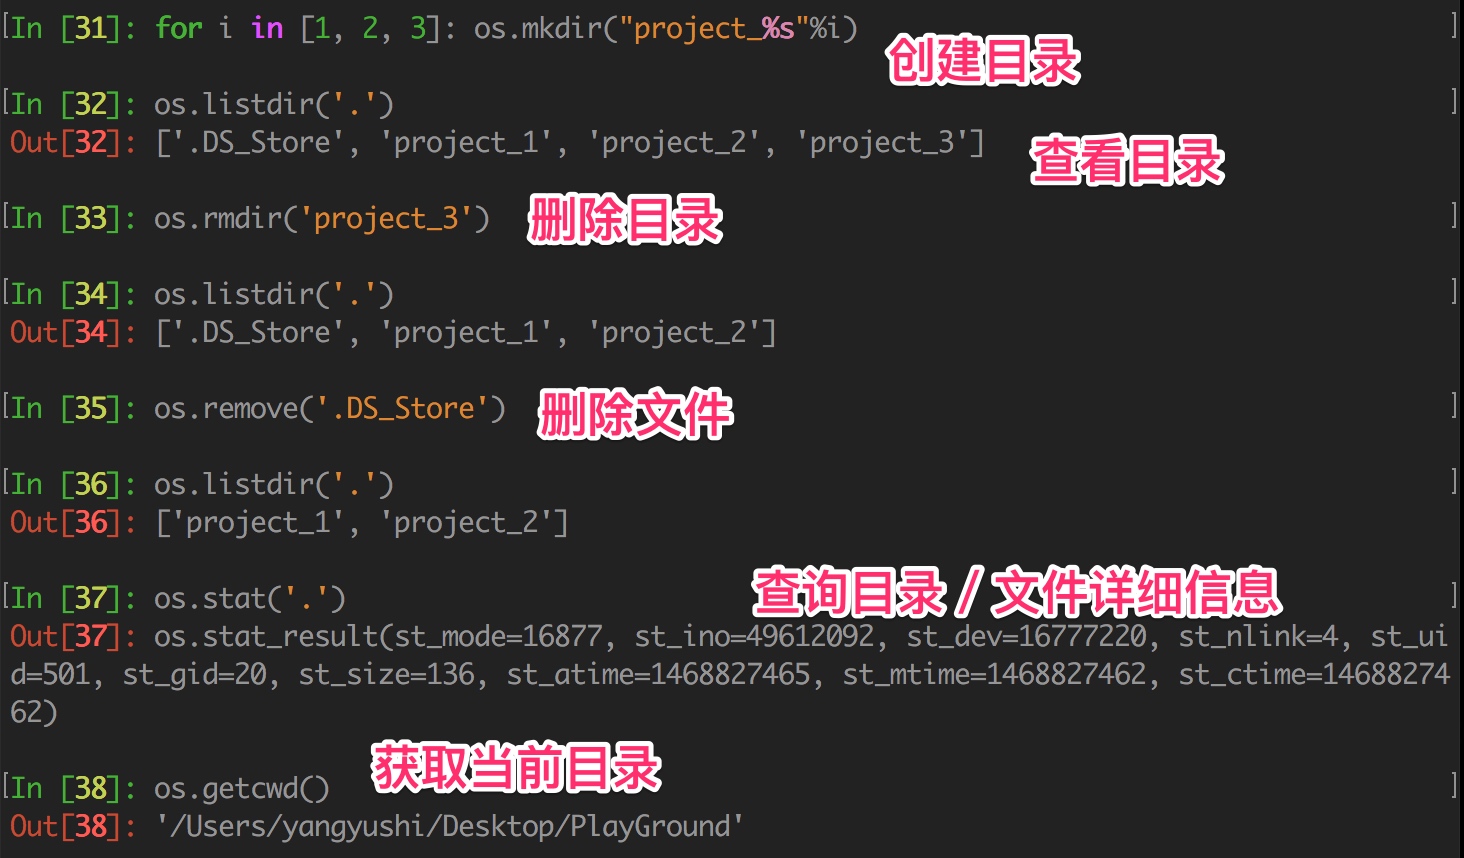 In [31]: for i in [1, 2, 3]: os.mkdir("project_%s"%i)
创建目录
In [32]: os.listdir('.')
Out[32]: ['.DS_Store', 'project_1', 'project_2', 'project_3']
查看目录
In [33]: os.rmdir('project_3')
删除目录
In [34]: os.listdir('.')
Out[34]: ['.DS_Store', 'project_1', 'project_2']
In [35]: os.remove('.DS_Store')
删除文件
In [36]: os.listdir('.')
Out[36]: ['project_1', 'project_2']
查询目录 / 文件详细信息
In [37]: os.stat('.')
Out[37]: os.stat_result(st_mode=16877, st_ino=49612092, st_dev=16777220, st_nlink=4, st_ui
d=501, st_gid=20, st_size=136, st_atime=1468827465, st_mtime=1468827462, st_ctime=14688274
62)
获取当前目录
In [38]: os.getcwd()
Out[38]: '/Users/yangyushi/Desktop/PlayGround'